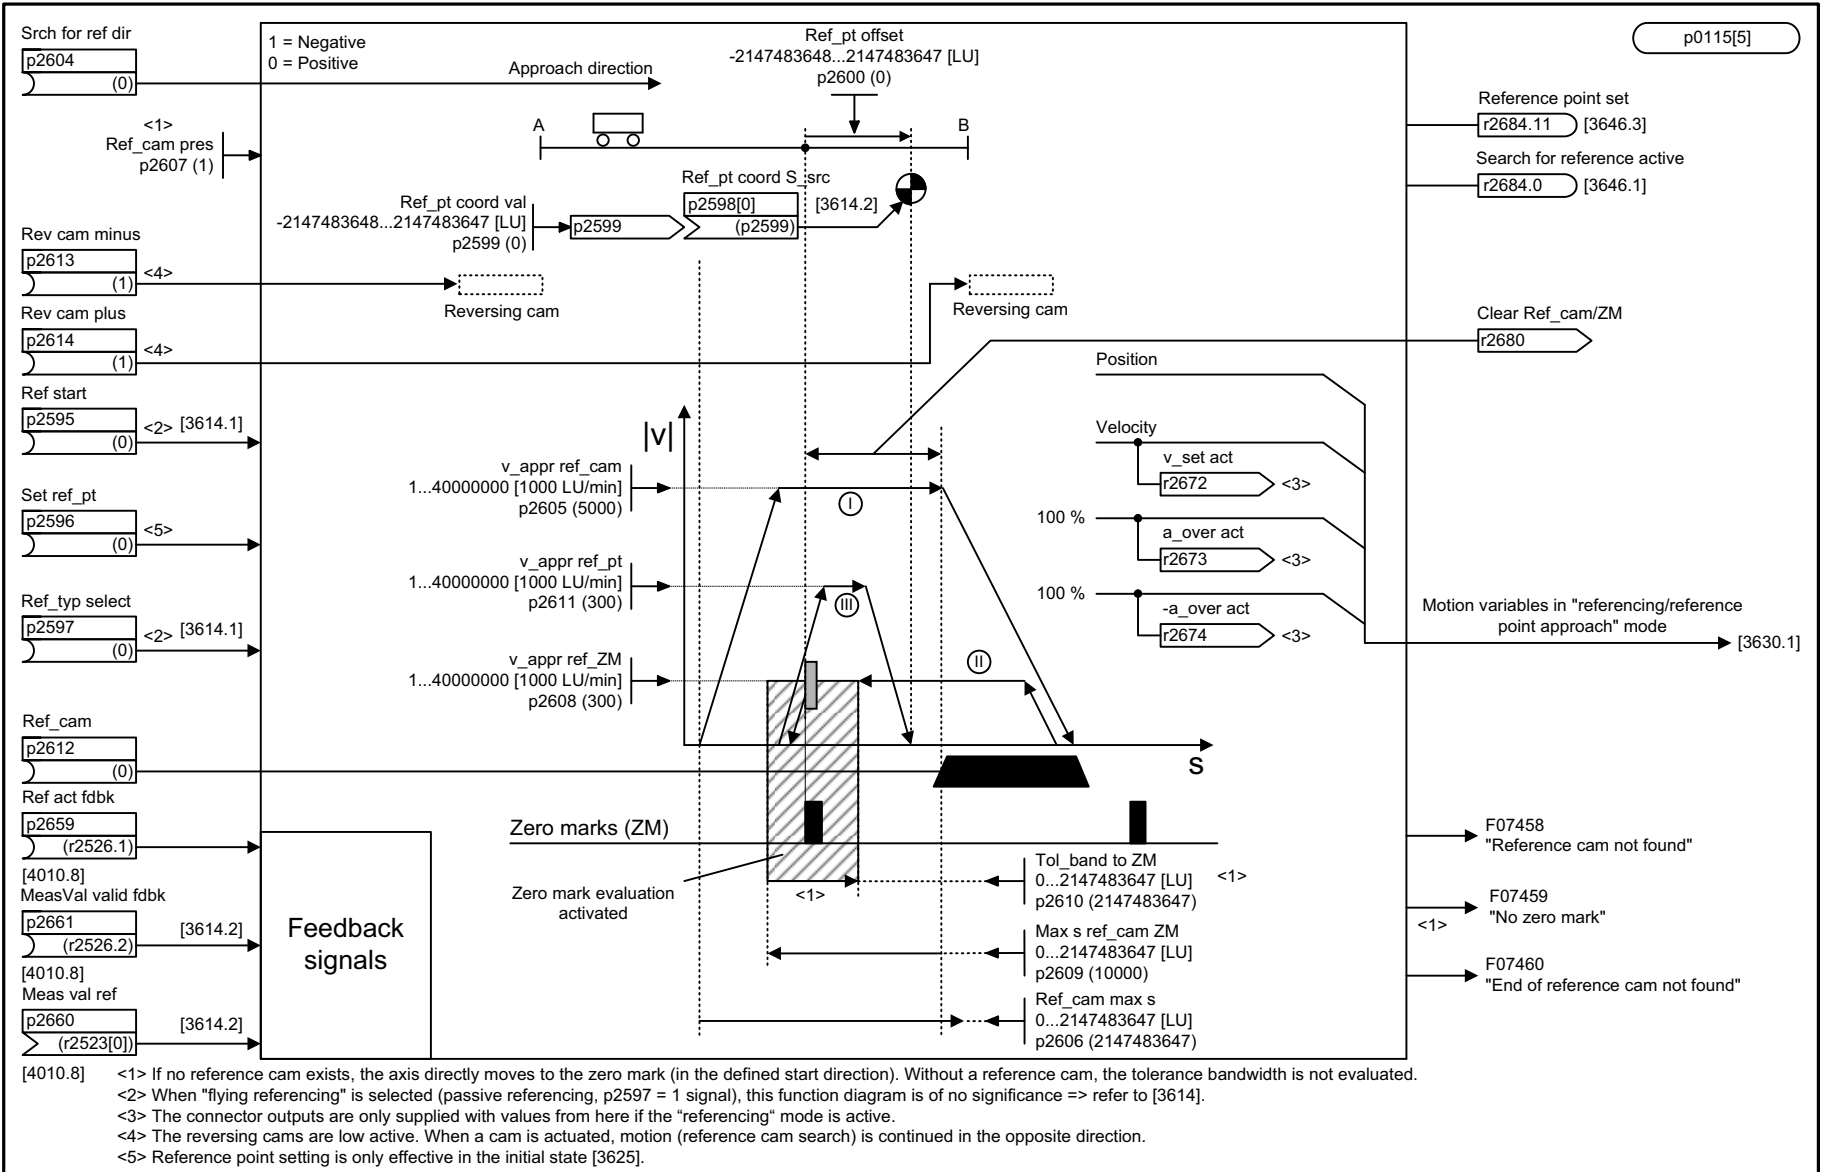 Srch for ref dir
p2604
(0)
1 = Negative
0 = Positive
Approach direction
Ref_pt offset
-2147483648...2147483647 [LU]
p2600 (0)
p0115[5]
<1>
Ref_cam pres
p2607 (1)
A
B
Reference point set
r2684.11
[3646.3]
Search for reference active
r2684.0
[3646.1]
Ref_pt coord val
-2147483648...2147483647 [LU]
p2599 (0)
p2599
Ref_pt coord S_src
p2598[0]
(p2599)
[3614.2]
Rev cam minus
p2613
(1)
<4>
Reversing cam
Reversing cam
Rev cam plus
p2614
(1)
<4>
Clear Ref_cam/ZM
r2680
Ref start
p2595
(0)
<2> [3614.1]
Position
Velocity
v_set act
r2672
<3>
100 %
a_over act
r2673
<3>
100 %
-a_over act
r2674
<3>
Motion variables in "referencing/reference
point approach" mode
[3630.1]
|v|
v_appr ref_cam
1...40000000 [1000 LU/min]
p2605 (5000)
I
Set ref_pt
p2596
(0)
<5>
v_appr ref_pt
1...40000000 [1000 LU/min]
p2611 (300)
III
Ref_typ select
p2597
(0)
<2> [3614.1]
v_appr ref_ZM
1...40000000 [1000 LU/min]
p2608 (300)
II
s
Ref_cam
p2612
(0)
Ref act fdbk
p2659
(r2526.1)
[4010.8]
MeasVal valid fdbk
p2661
(r2526.2)
[3614.2]
[4010.8]
Meas val ref
p2660
(r2523[0])
[3614.2]
[4010.8]
Feedback
signals
Zero marks (ZM)
Zero mark evaluation
activated
<1>
Tol_band to ZM
0...2147483647 [LU]
p2610 (2147483647)
<1>
Max s ref_cam ZM
0...2147483647 [LU]
p2609 (10000)
Ref_cam max s
0...2147483647 [LU]
p2606 (2147483647)
F07458
"Reference cam not found"
F07459
"No zero mark"
<1>
F07460
"End of reference cam not found"
<1> If no reference cam exists, the axis directly moves to the zero mark (in the defined start direction). Without a reference cam, the tolerance bandwidth is not evaluated.
<2> When "flying referencing" is selected (passive referencing, p2597 = 1 signal), this function diagram is of no significance => refer to [3614].
<3> The connector outputs are only supplied with values from here if the “referencing“ mode is active.
<4> The reversing cams are low active. When a cam is actuated, motion (reference cam search) is continued in the opposite direction.
<5> Reference point setting is only effective in the initial state [3625].